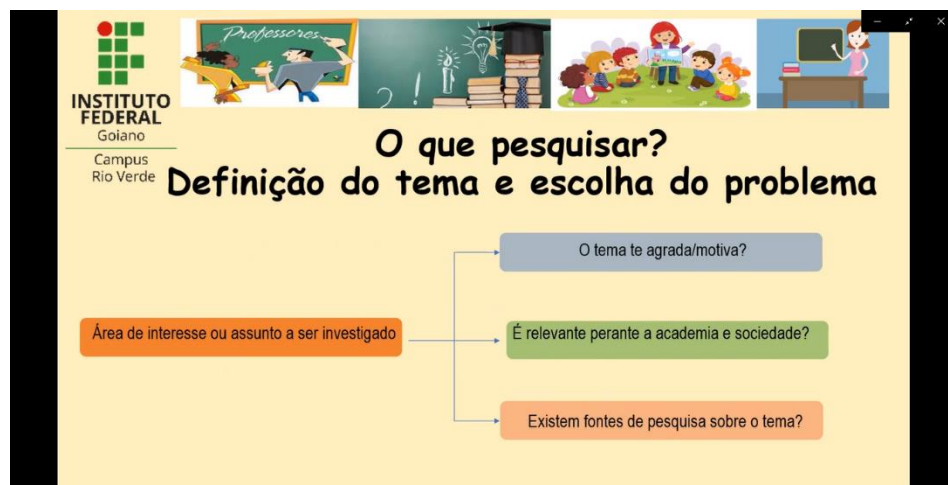 Professores
INSTITUTO
FEDERAL
Goiano
Campus
Rio Verde
O que pesquisar?
Definição do tema e escolha do problema
O tema te agrada/motiva?
Área de interesse ou assunto a ser investigado
É relevante perante a academia e sociedade?
Existem fontes de pesquisa sobre o tema?